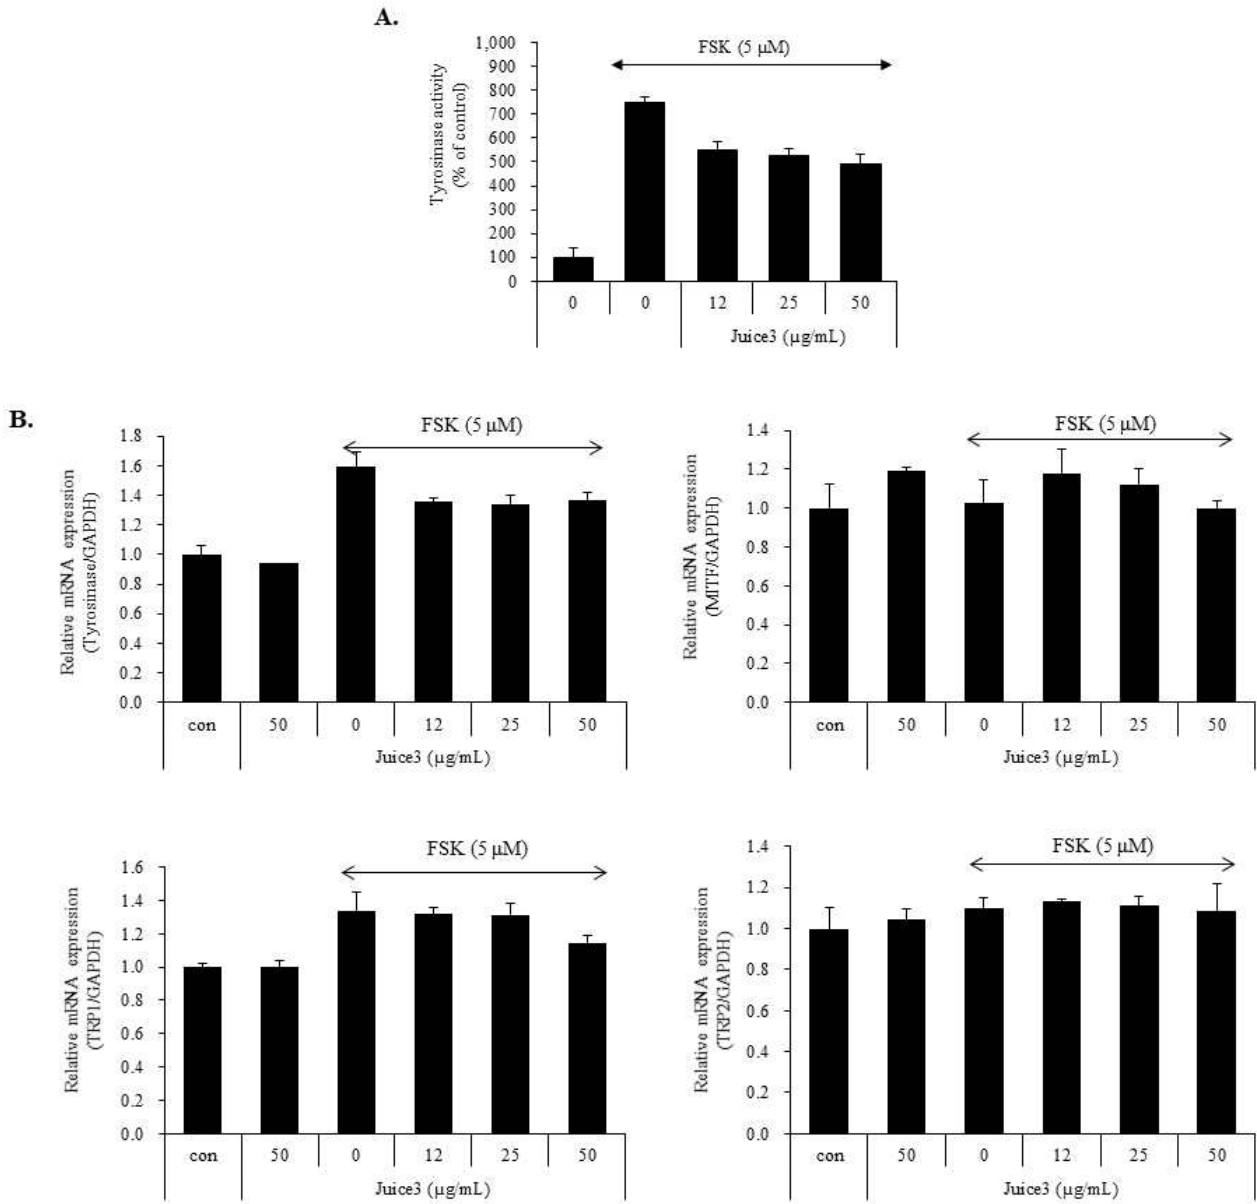 A.
FSK (5 µM)
Tyrosinase activity
(% of control)
1,000
900
800
700
600
500
400
300
200
100
0
0 0 12 25 50
Juice3 (µg/mL)
B.
FSK (5 µM)
Relative mRNA expression
(Tyrosinase/GAPDH)
1.8
1.6
1.4
1.2
1.0
0.8
0.6
0.4
0.2
0.0
con 50 0 12 25 50
Juice3 (µg/mL)
FSK (5 µM)
Relative mRNA expression
(MITF/GAPDH)
1.4
1.2
1.0
0.8
0.6
0.4
0.2
0.0
con 50 0 12 25 50
Juice3 (µg/mL)
FSK (5 µM)
Relative mRNA expression
(TRP1/GAPDH)
1.6
1.4
1.2
1.0
0.8
0.6
0.4
0.2
0.0
con 50 0 12 25 50
Juice3 (µg/mL)
FSK (5 µM)
Relative mRNA expression
(TRP2/GAPDH)
1.4
1.2
1.0
0.8
0.6
0.4
0.2
0.0
con 50 0 12 25 50
Juice3 (µg/mL)